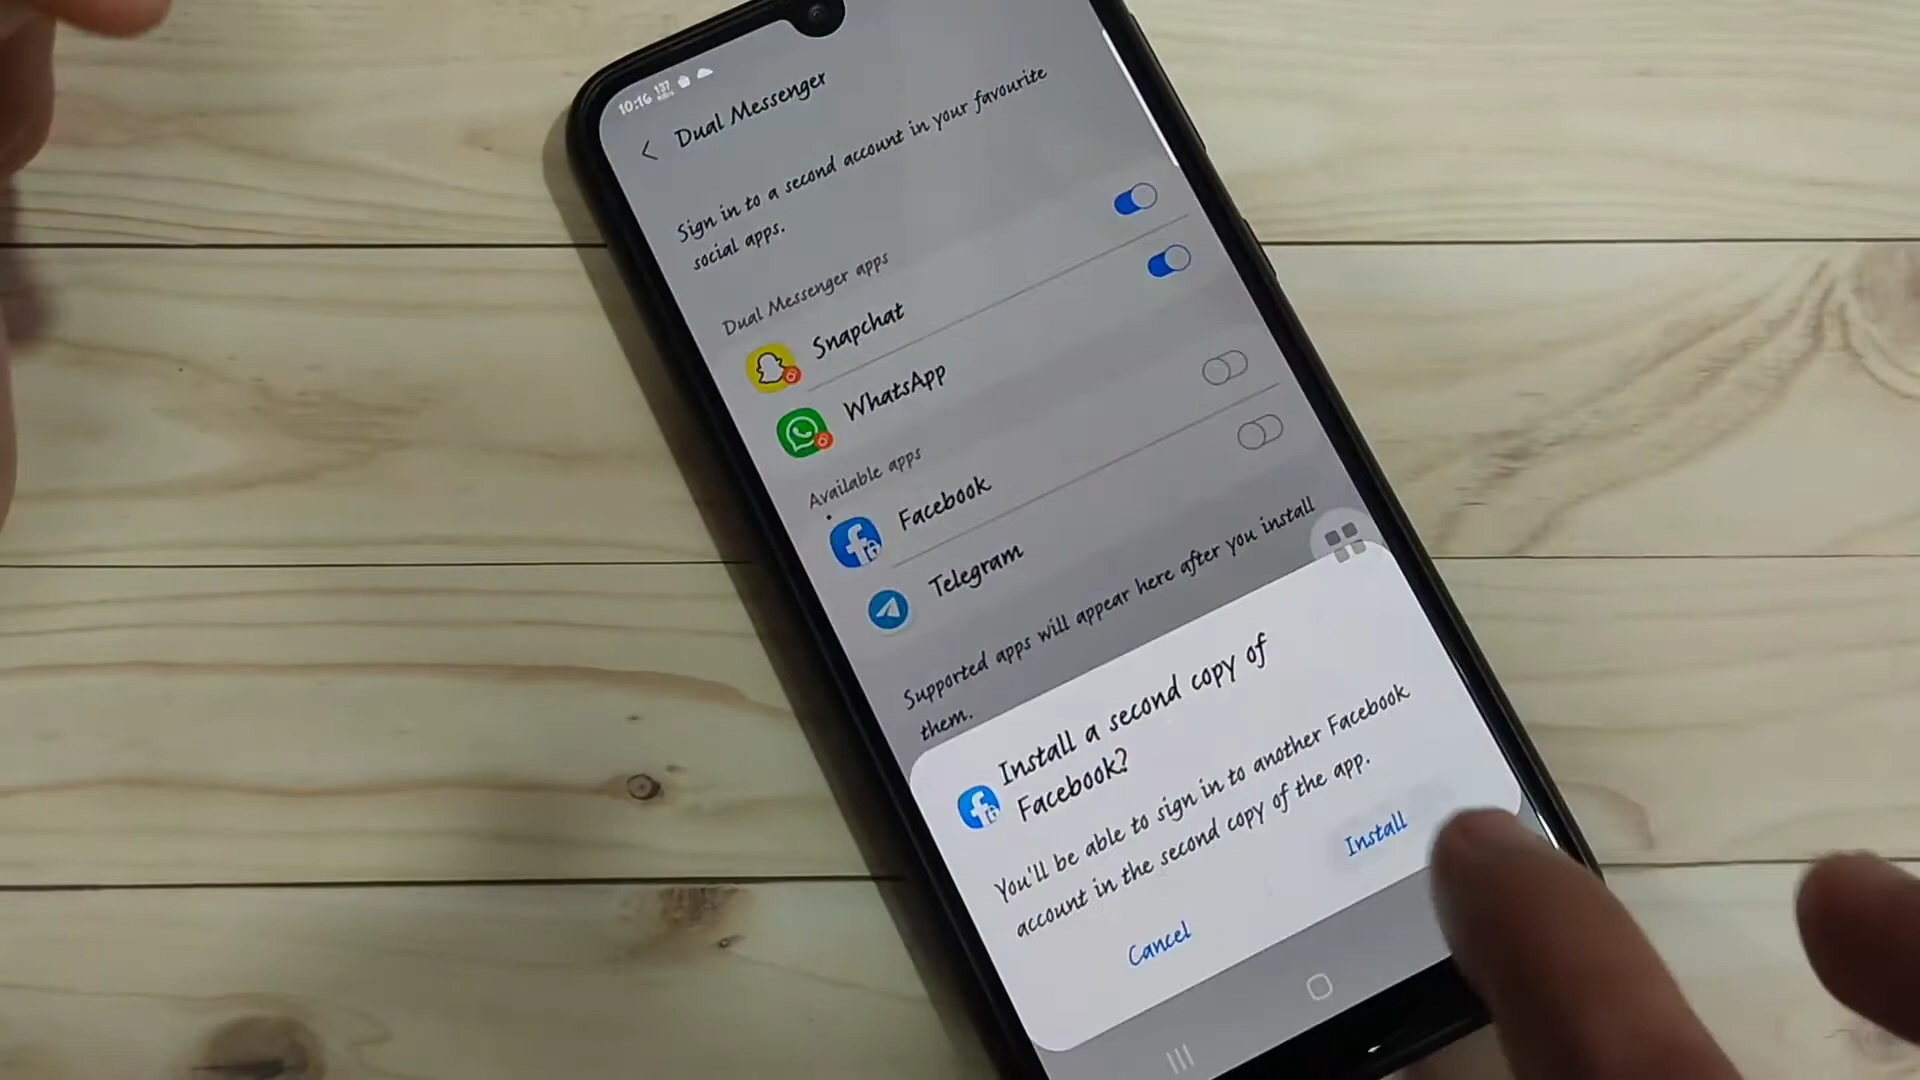 10:16 137
Dual Messenger
Sign in to a second account in your favourite
social apps.
Dual Messenger apps
Snapchat
WhatsApp
Available apps
Facebook
Telegram
Supported apps will appear here after you install
them.
Install a second copy of
Facebook?
You'll be able to sign in to another Facebook
account in the second copy of the app.
Cancel
Install